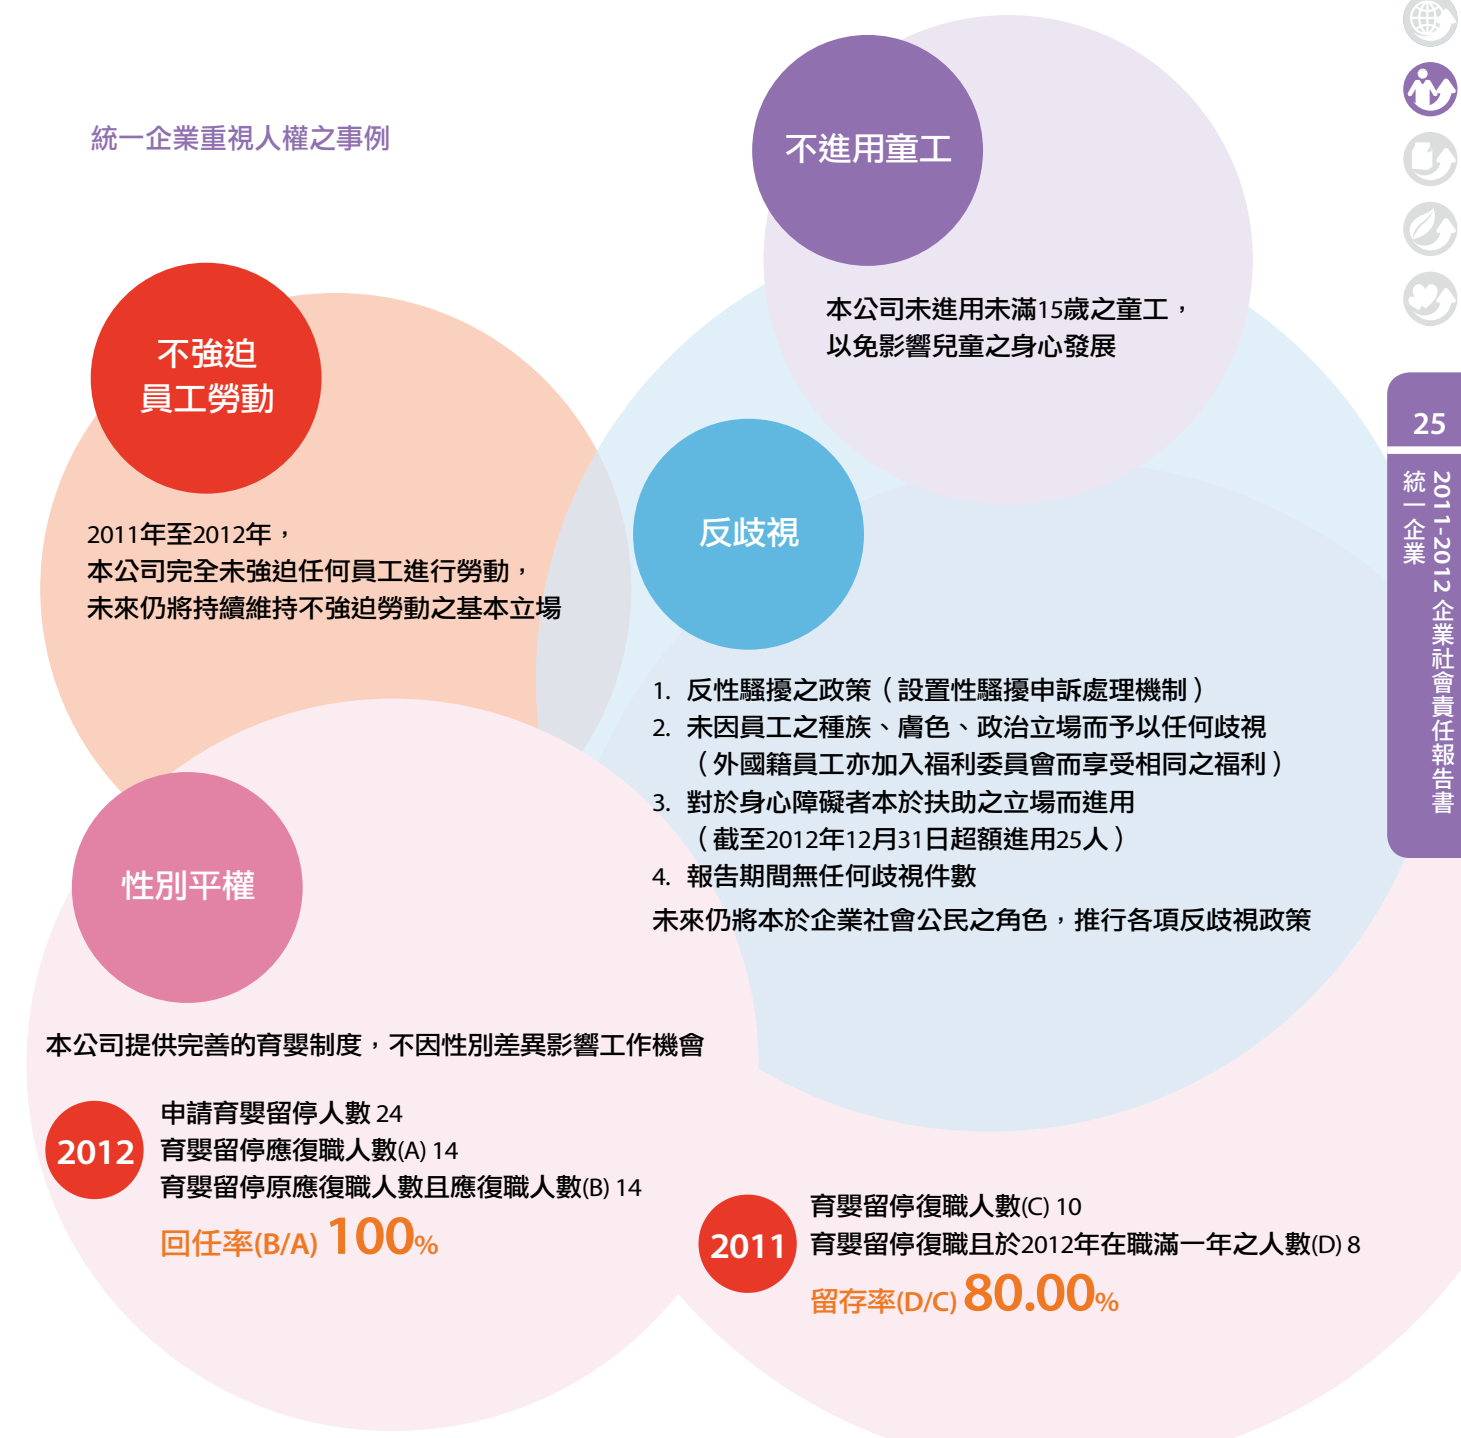 統一企業重視人權之事例
不進用童工
本公司未進用未滿15歲之童工，
以免影響兒童之身心發展
不強迫
員工勞動
2011年至2012年，
本公司完全未強迫任何員工進行勞動，
未來仍將持續維持不強迫勞動之基本立場
反歧視
1. 反性騷擾之政策（設置性騷擾申訴處理機制）
2. 未因員工之種族、膚色、政治立場而予以任何歧視
（外國籍員工亦加入福利委員會而享受相同之福利）
3. 對於身心障礙者本於扶助之立場而進用
（截至2012年12月31日超額進用25人）
4. 報告期間無任何歧視件數
未來仍將本於企業社會公民之角色，推行各項反歧視政策
性別平權
本公司提供完善的育嬰制度，不因性別差異影響工作機會
2012
申請育嬰留停人數 24
育嬰留停應復職人數(A) 14
育嬰留停原應復職人數且應復職人數(B) 14
回任率(B/A) 100%
2011
育嬰留停復職人數(C) 10
育嬰留停復職且於2012年在職滿一年之人數(D) 8
留存率(D/C) 80.00%
25
2011-2012 企業社會責任報告書
統一企業